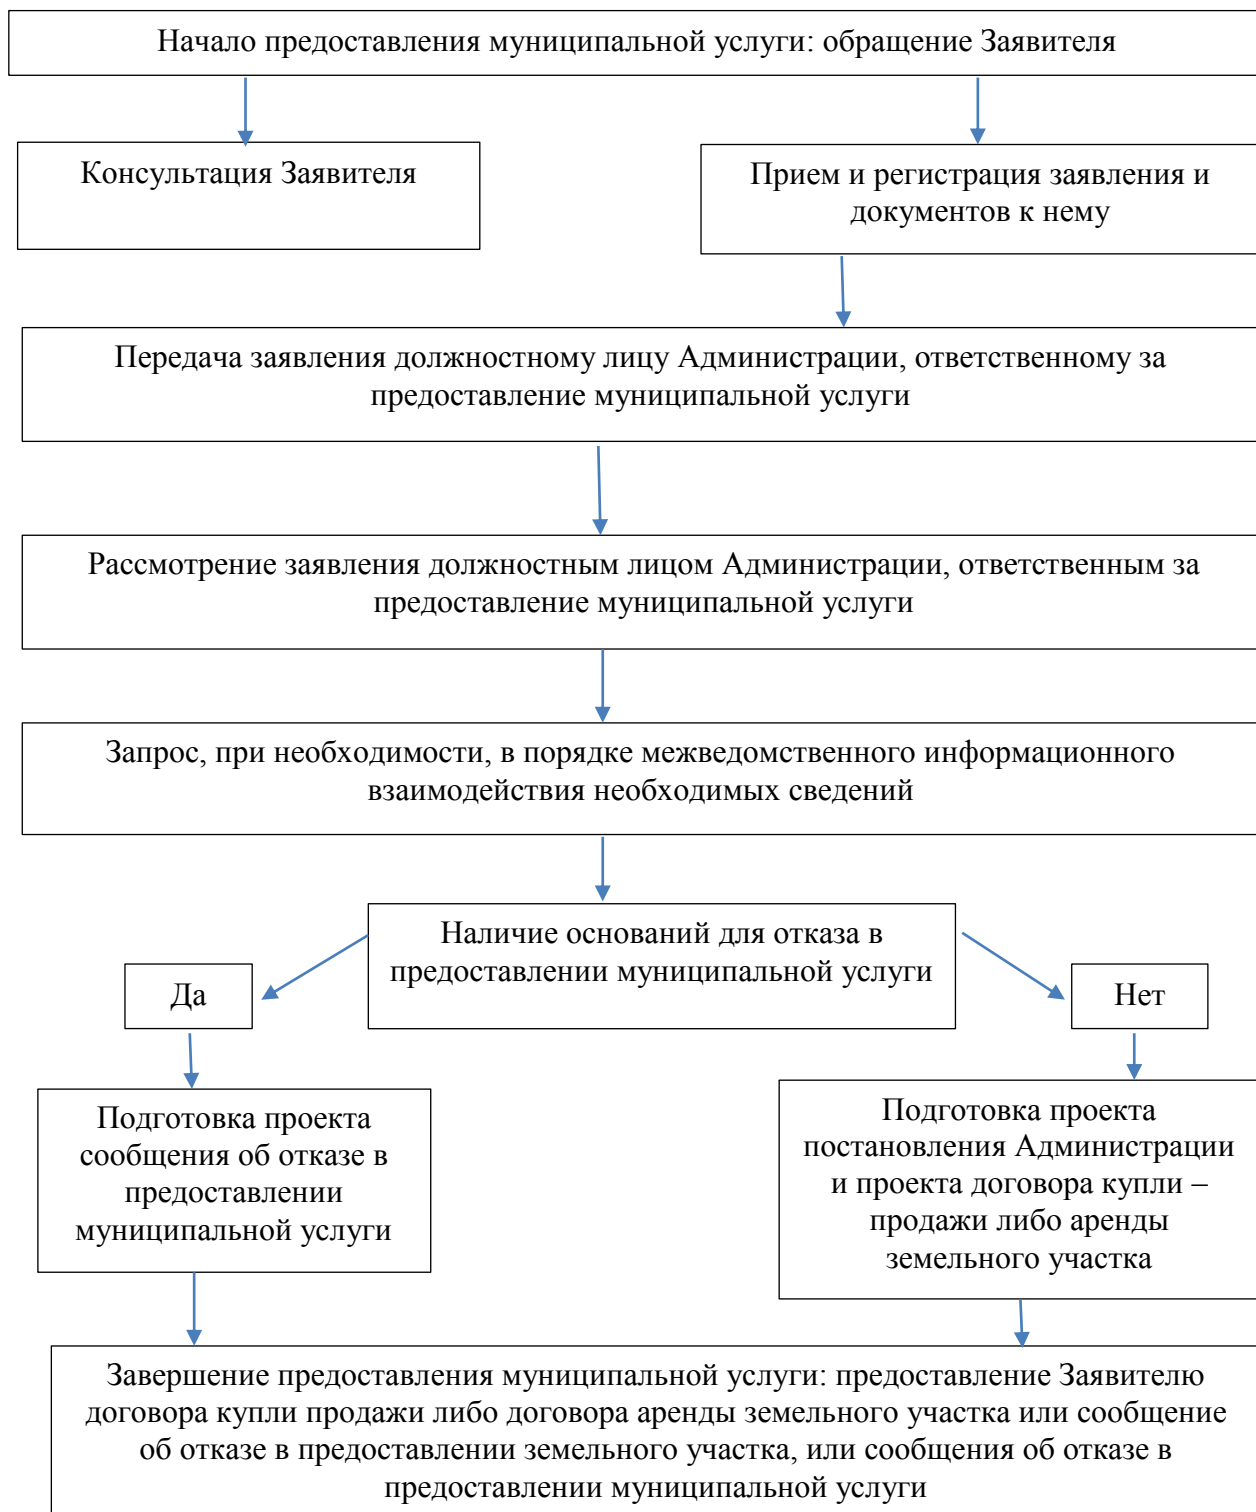 Начало предоставления муниципальной услуги: обращение Заявителя
Консультация Заявителя
Прием и регистрация заявления и
документов к нему
Передача заявления должностному лицу Администрации, ответственному за
предоставление муниципальной услуги
Рассмотрение заявления должностным лицом Администрации, ответственным за
предоставление муниципальной услуги
Запрос, при необходимости, в порядке межведомственного информационного
взаимодействия необходимых сведений
Наличие оснований для отказа в
предоставлении муниципальной услуги
Да
Нет
Подготовка проекта
сообщения об отказе в
предоставлении
муниципальной услуги
Подготовка проекта
постановления Администрации
и проекта договора купли –
продажи либо аренды
земельного участка
Завершение предоставления муниципальной услуги: предоставление Заявителю
договора купли продажи либо договора аренды земельного участка или сообщение
об отказе в предоставлении земельного участка, или сообщения об отказе в
предоставлении муниципальной услуги